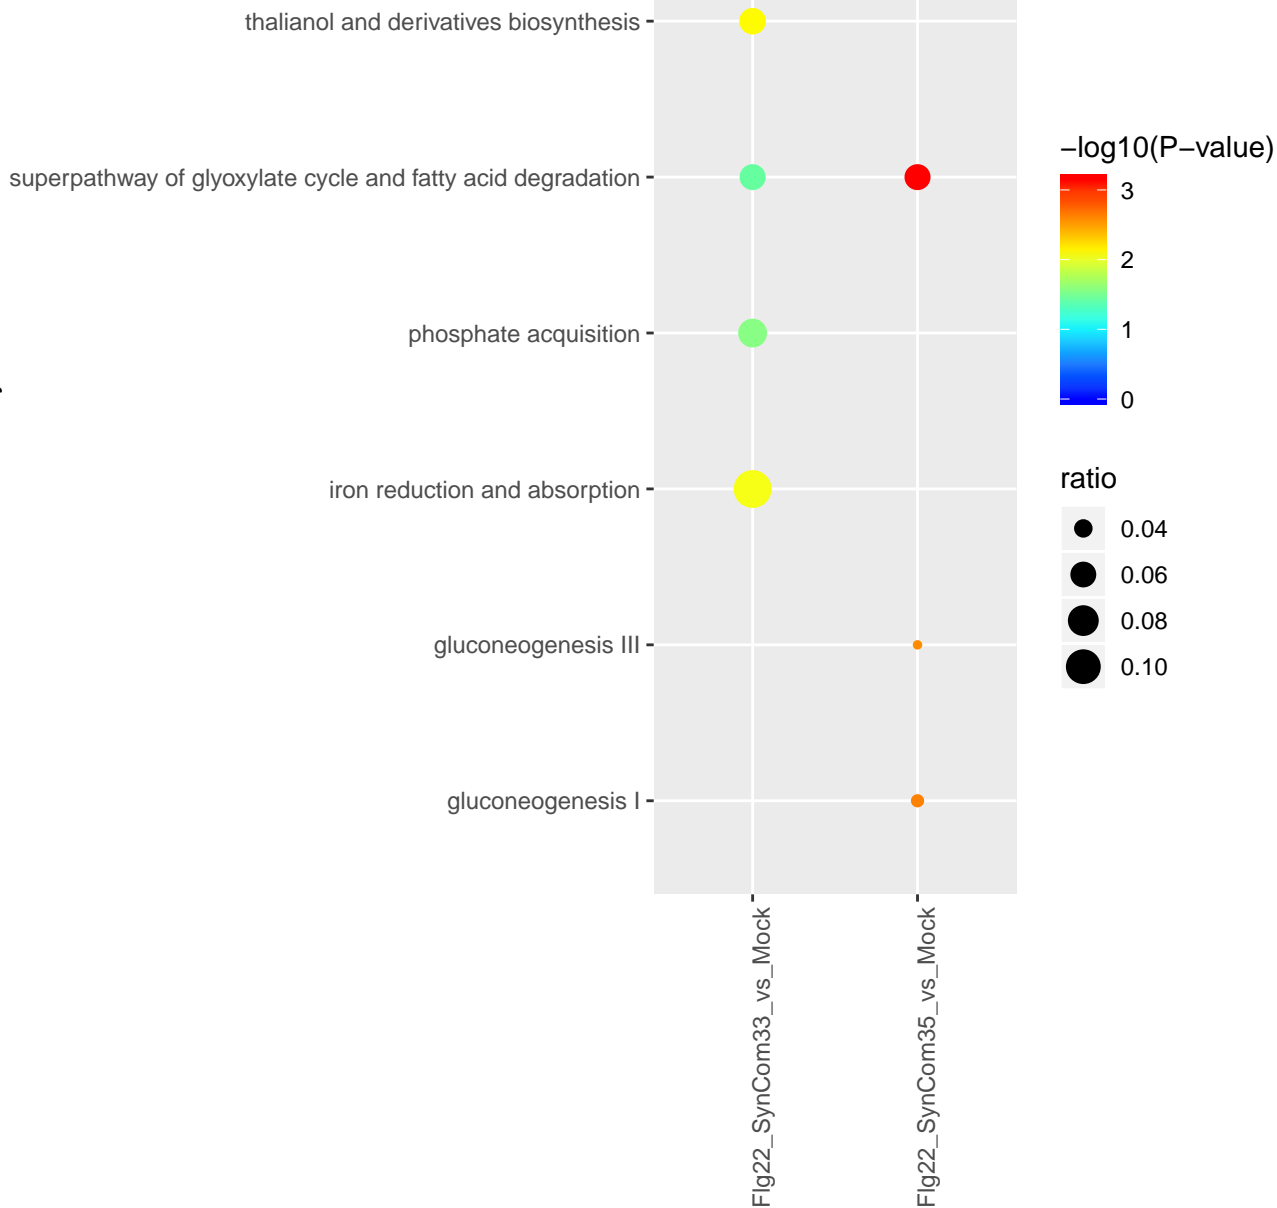 thalianol and derivatives biosynthesis
superpathway of glyoxylate cycle and fatty acid degradation
phosphate acquisition
iron reduction and absorption
gluconeogenesis III
gluconeogenesis I
Flg22_SynCom33_vs_Mock
Flg22_SynCom35_vs_Mock
−log10(P−value)
3
2
1
0
ratio
0.04
0.06
0.08
0.10